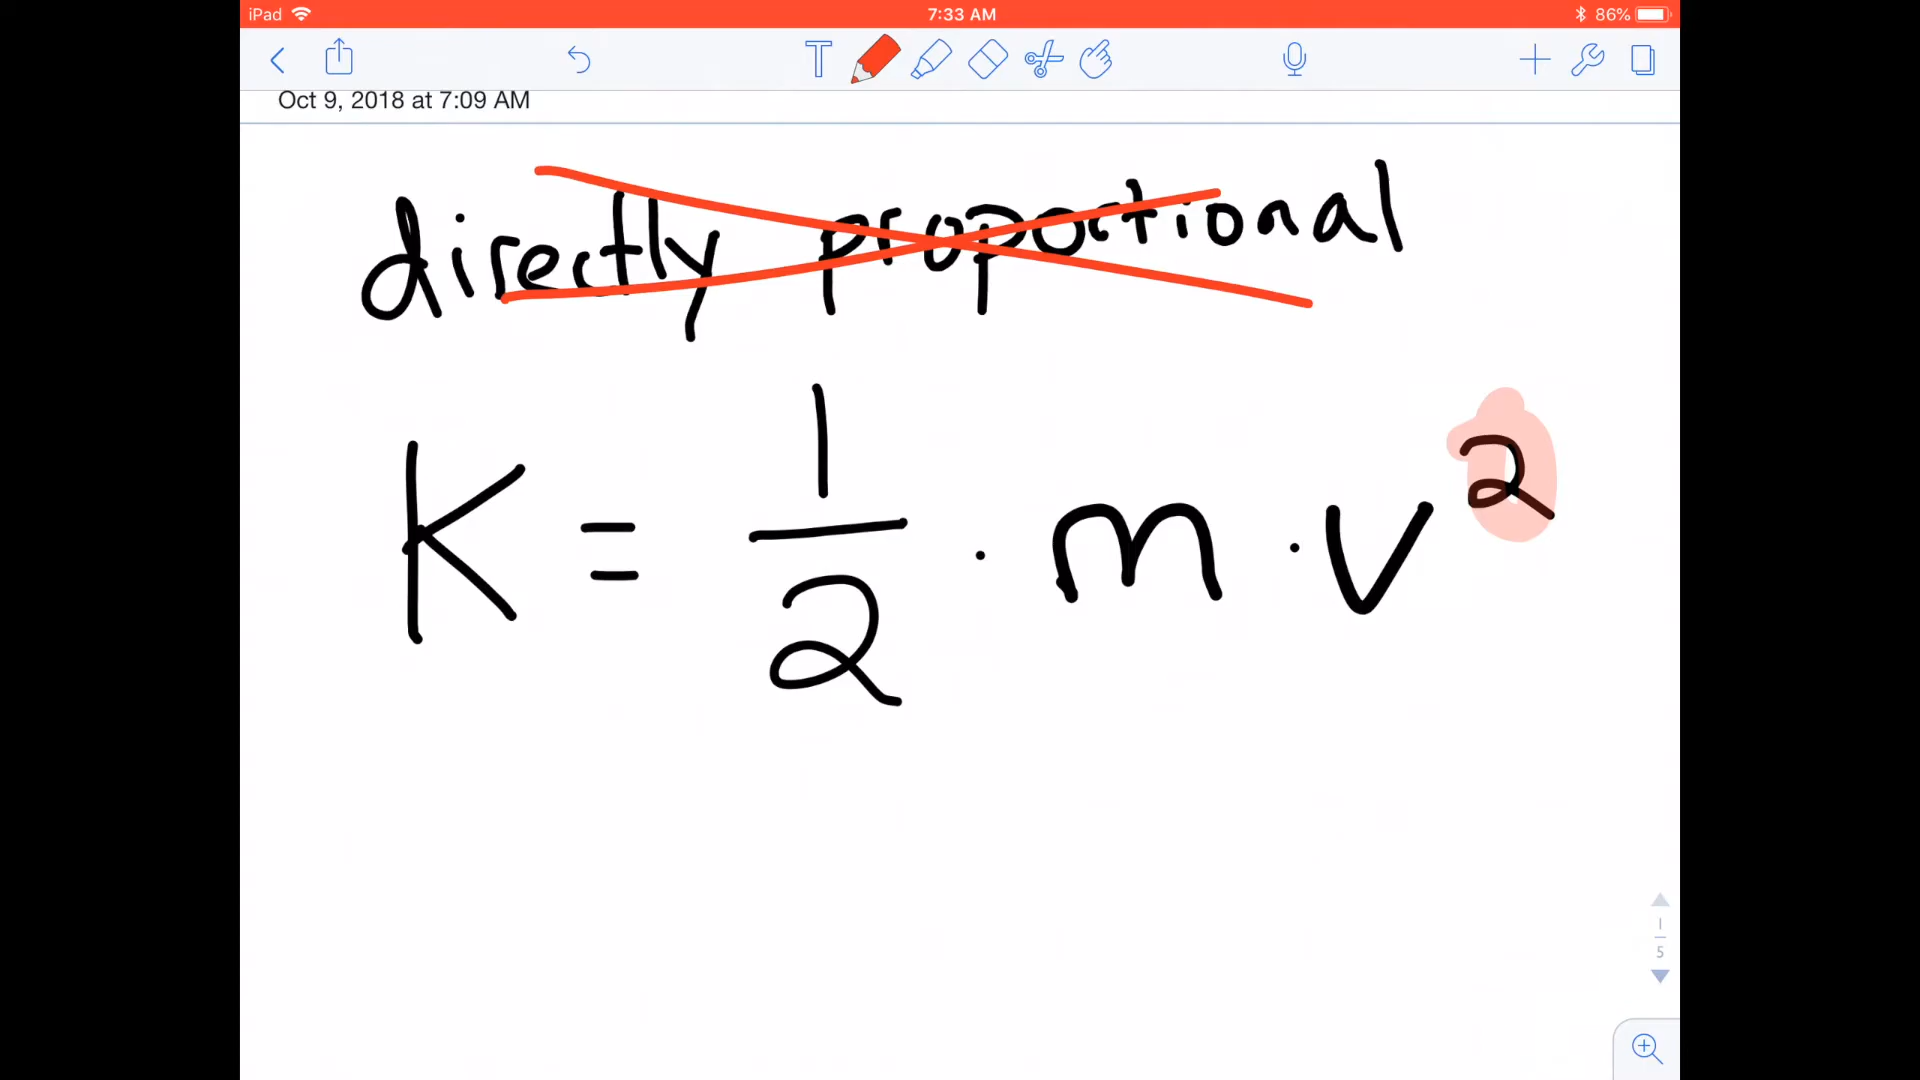 iPad 7:33 AM 86%
T
Oct 9, 2018 at 7:09 AM
directly proportional
K = 1/2 · m · v²
1
5